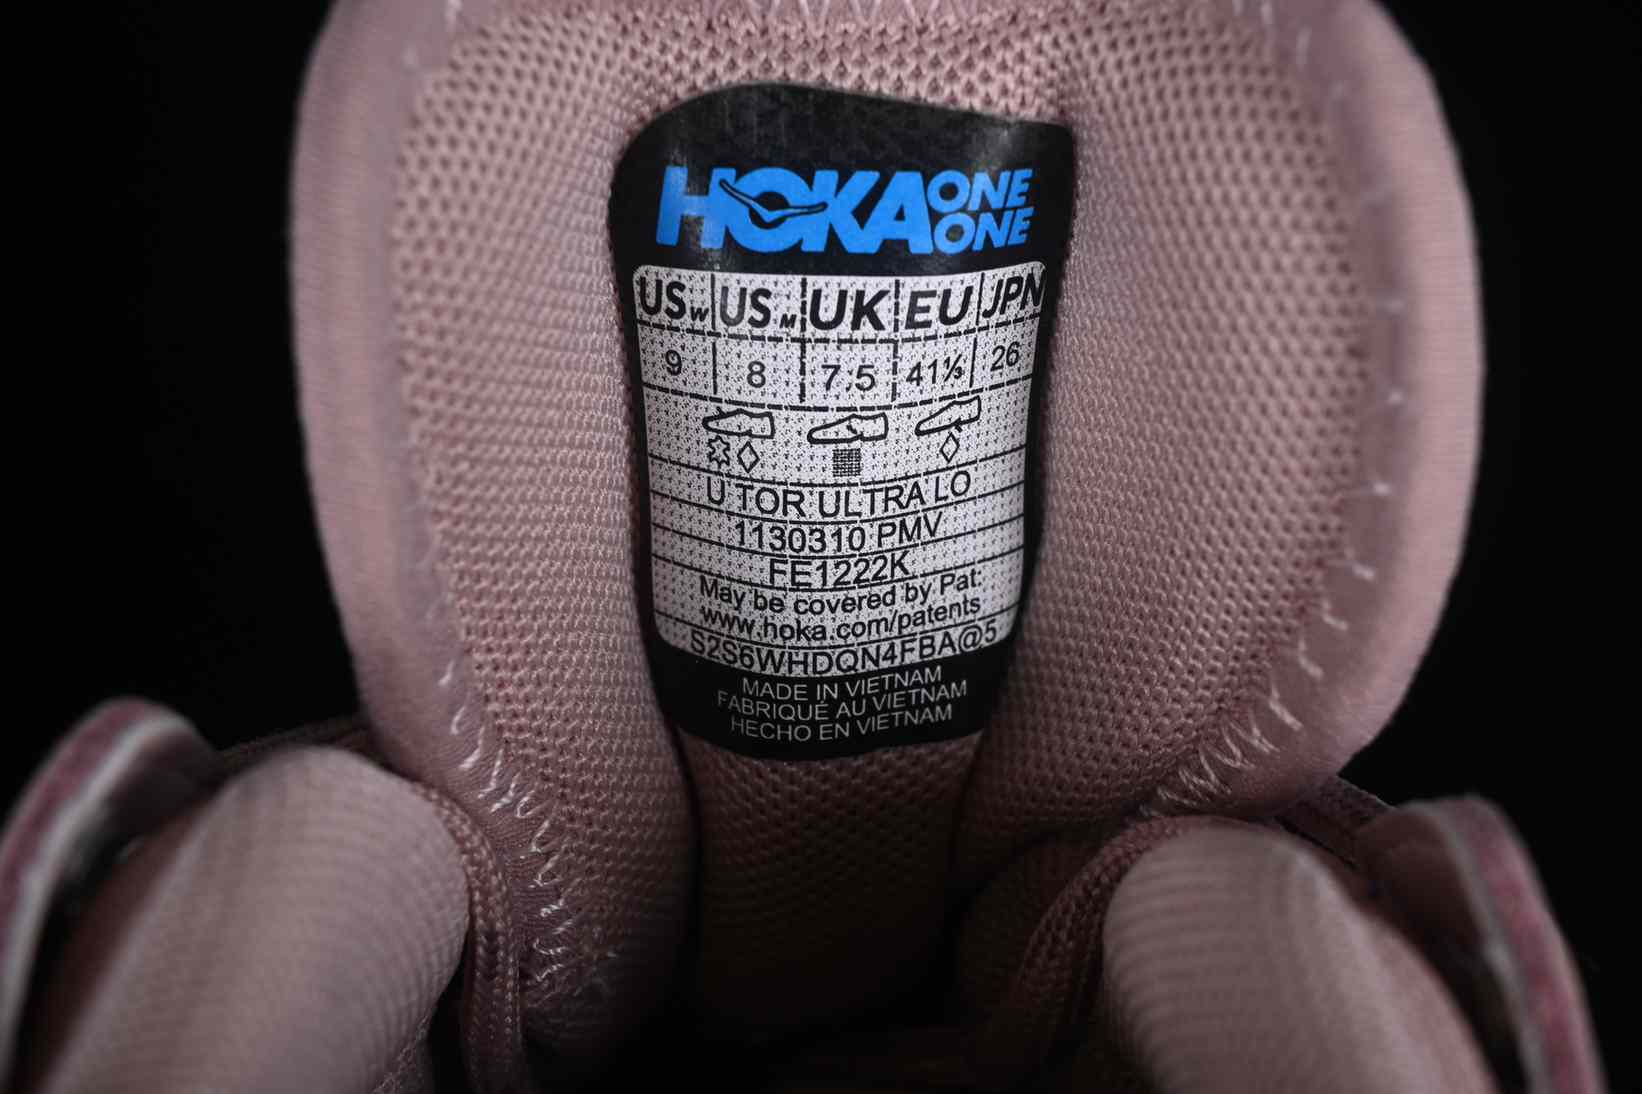 HOKA ONE ONE
US W US M UK EU JPN
9 8 7.5 41⅓ 26
U TOR ULTRA LO
1130310 PMV
FE1222K
May be covered by Pat:
www.hoka.com/patents
S2S6WHDQN4FBA@5
MADE IN VIETNAM
FABRIQUÉ AU VIETNAM
HECHO EN VIETNAM